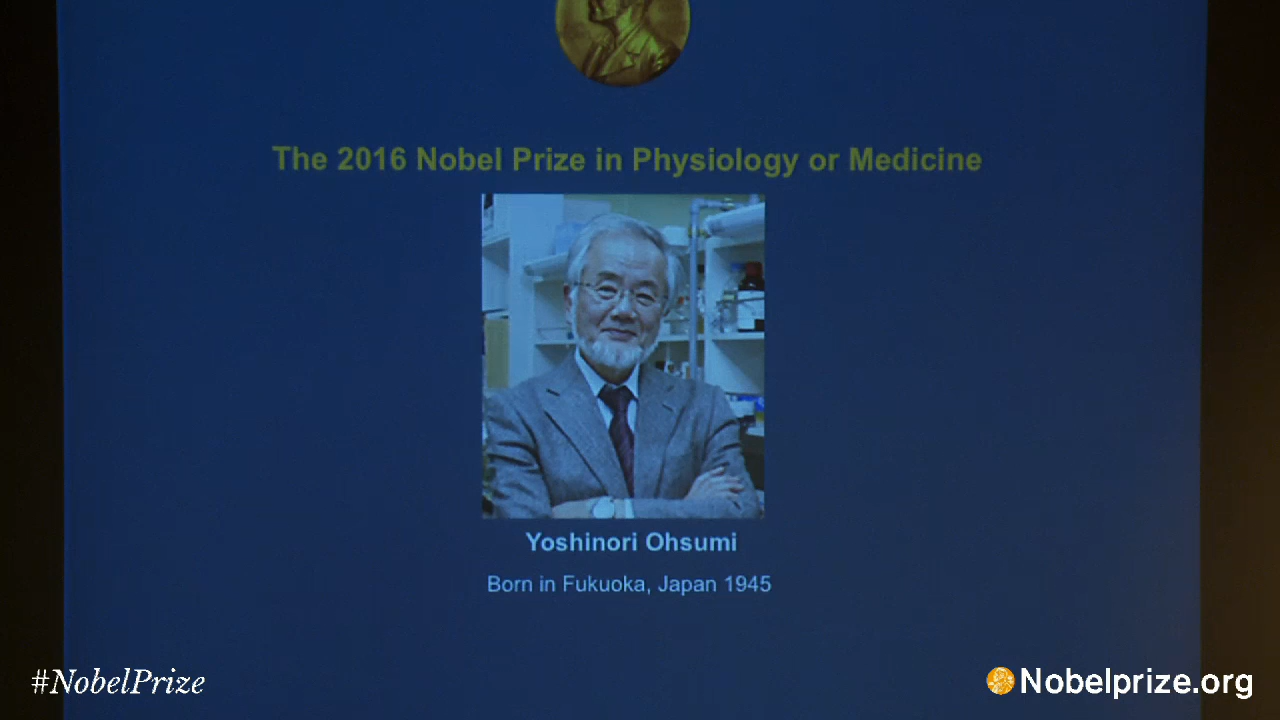 The 2016 Nobel Prize in Physiology or Medicine
Yoshinori Ohsumi
Born in Fukuoka, Japan 1945
#NobelPrize
Nobelprize.org